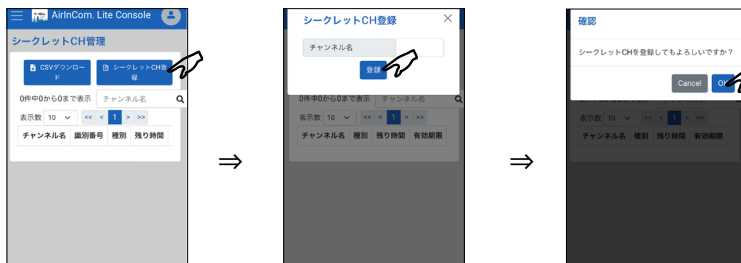 AirInCom. Lite Console
シークレットCH管理
CSVダウンロー
ド
シークレットCH登
録
0件中0から0まで表示 チャンネル名
表示数 10 << < 1 > >>
チャンネル名 識別番号 種別 残り時間
⇒
シークレットCH登録 ×
チャンネル名
登録
0件中0から0まで表示 チャンネル名
表示数 10 << < 1 > >>
チャンネル名 種別 残り時間 有効期限
⇒
確認
シークレットCHを登録してもよろしいですか?
Cancel OK
表示数 10 << < 1 > >>
チャンネル名 種別 残り時間 有効期限